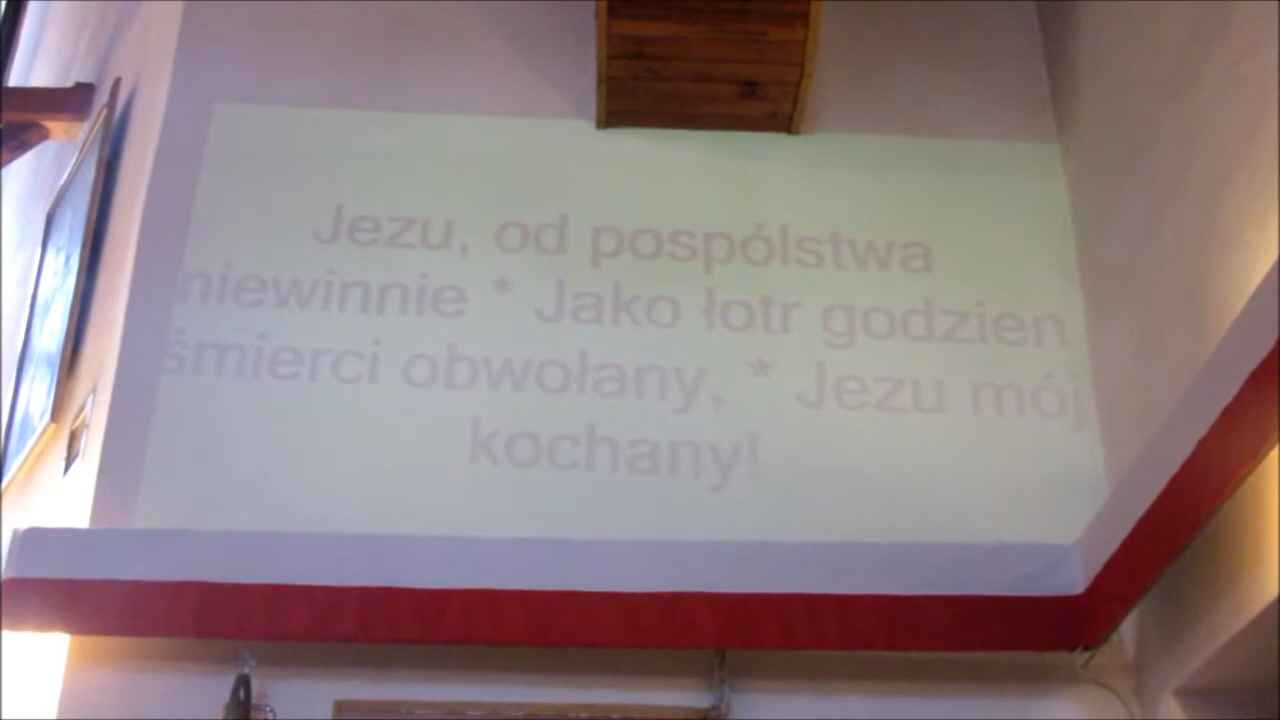 Jezu, od pospólstwa
niewinnie * Jako łotr godzien
śmierci obwołany, * Jezu mój
kochany!